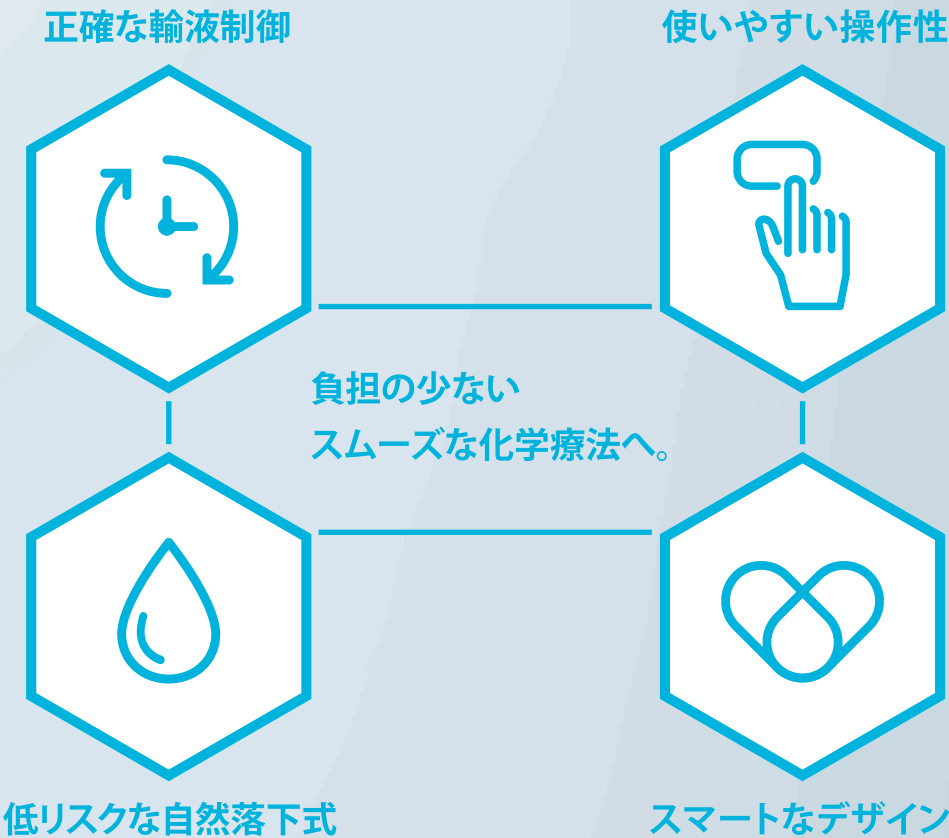 正確な輸液制御
使いやすい操作性
負担の少ない
スムーズな化学療法へ。
低リスクな自然落下式
スマートなデザイン